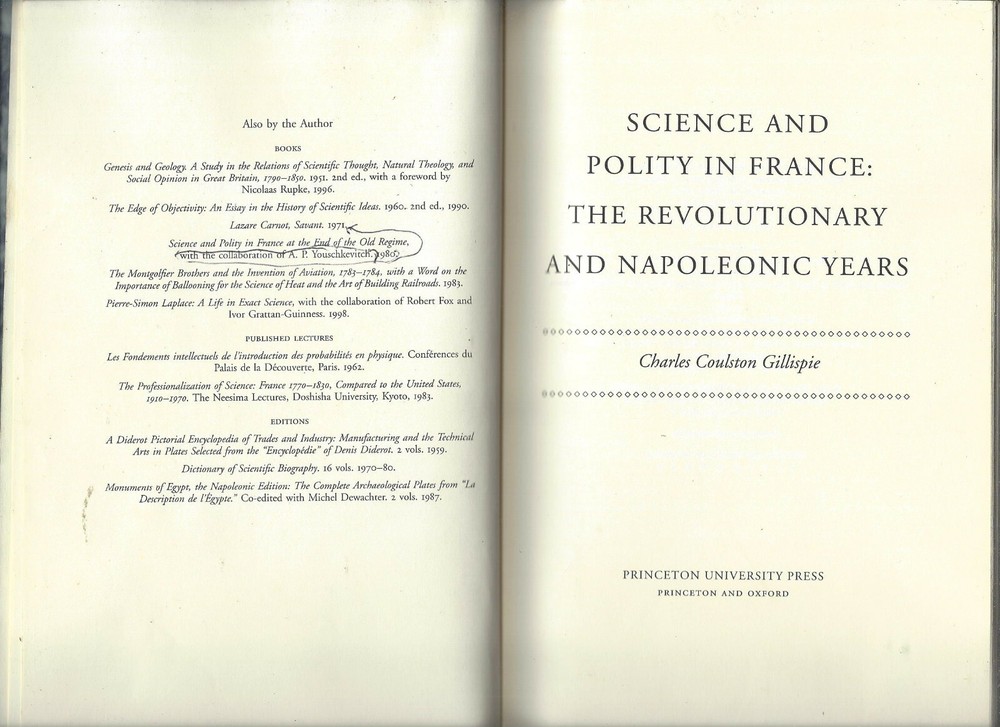 Also by the Author
BOOKS
Genesis and Geology. A Study in the Relations of Scientific Thought, Natural Theology, and
Social Opinion in Great Britain, 1790–1850. 1951. 2nd ed., with a foreword by
Nicolaas Rupke, 1996.
The Edge of Objectivity: An Essay in the History of Scientific Ideas. 1960. 2nd ed., 1990.
Lazare Carnot, Savant. 1971.
Science and Polity in France at the End of the Old Regime,
with the collaboration of A. P. Youschkevitch. 1980.
The Montgolfier Brothers and the Invention of Aviation, 1783–1784, with a Word on the
Importance of Ballooning for the Science of Heat and the Art of Building Railroads. 1983.
Pierre-Simon Laplace: A Life in Exact Science, with the collaboration of Robert Fox and
Ivor Grattan-Guinness. 1998.
PUBLISHED LECTURES
Les Fondements intellectuels de l'introduction des probabilités en physique. Conférences du
Palais de la Découverte, Paris. 1962.
The Professionalization of Science: France 1770–1830, Compared to the United States,
1910–1970. The Neesima Lectures, Doshisha University, Kyoto, 1983.
EDITIONS
A Diderot Pictorial Encyclopedia of Trades and Industry: Manufacturing and the Technical
Arts in Plates Selected from the "Encyclopédie" of Denis Diderot. 2 vols. 1959.
Dictionary of Scientific Biography. 16 vols. 1970–80.
Monuments of Egypt, the Napoleonic Edition: The Complete Archaeological Plates from "La
Description de l'Égypte." Co-edited with Michel Dewachter. 2 vols. 1987.
SCIENCE AND
POLITY IN FRANCE:
THE REVOLUTIONARY
AND NAPOLEONIC YEARS
Charles Coulston Gillispie
PRINCETON UNIVERSITY PRESS
PRINCETON AND OXFORD